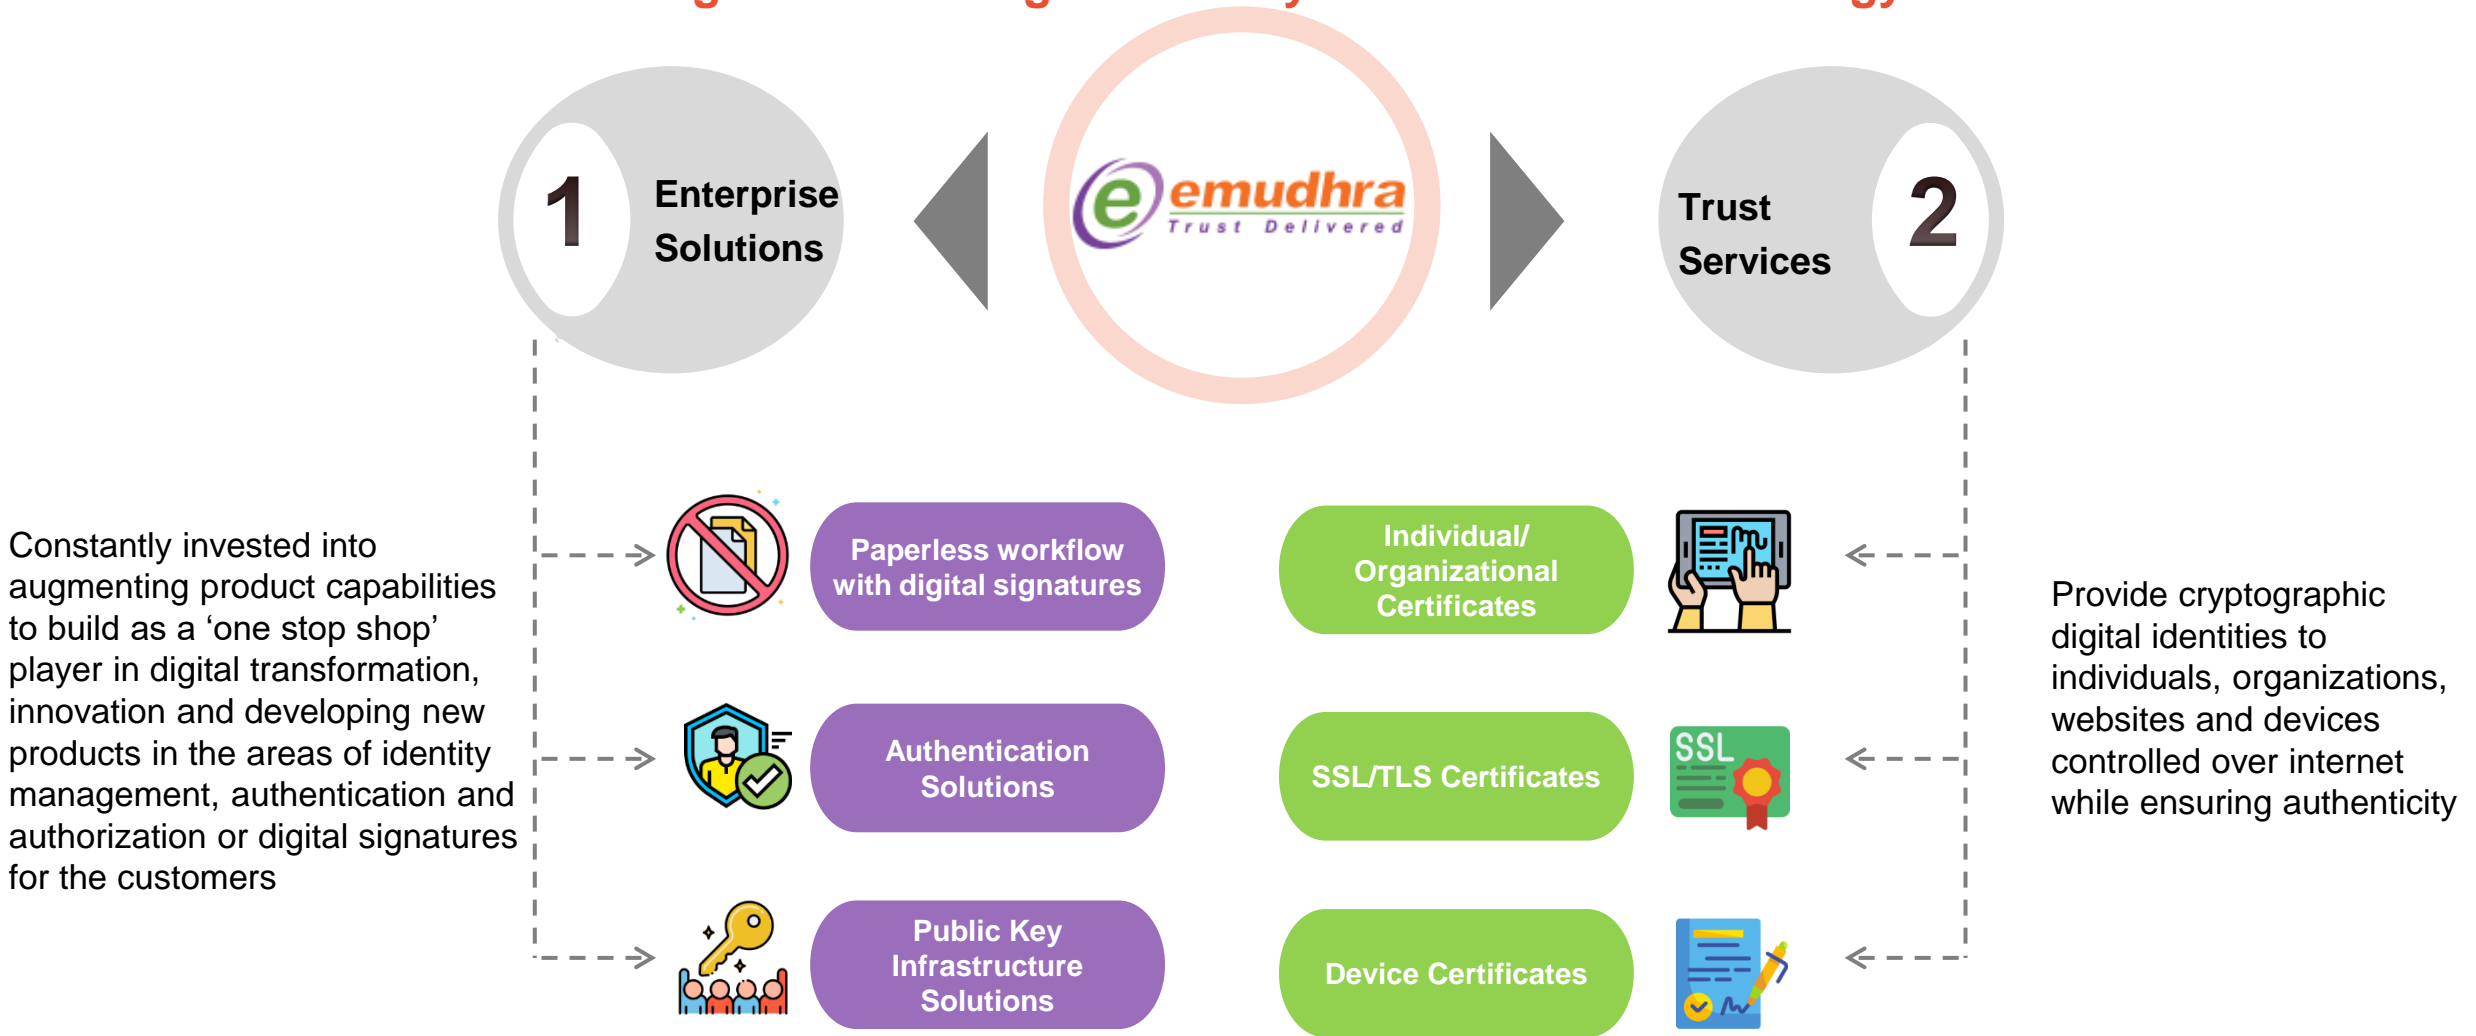 emudhra
Trust Delivered
1
Enterprise
Solutions
Constantly invested into
augmenting product capabilities
to build as a ‘one stop shop’
player in digital transformation,
innovation and developing new
products in the areas of identity
management, authentication and
authorization or digital signatures
for the customers
Paperless workflow
with digital signatures
Authentication
Solutions
Public Key
Infrastructure
Solutions
2
Trust
Services
Individual/
Organizational
Certificates
SSL/TLS Certificates
SSL
Device Certificates
Provide cryptographic
digital identities to
individuals, organizations,
websites and devices
controlled over internet
while ensuring authenticity